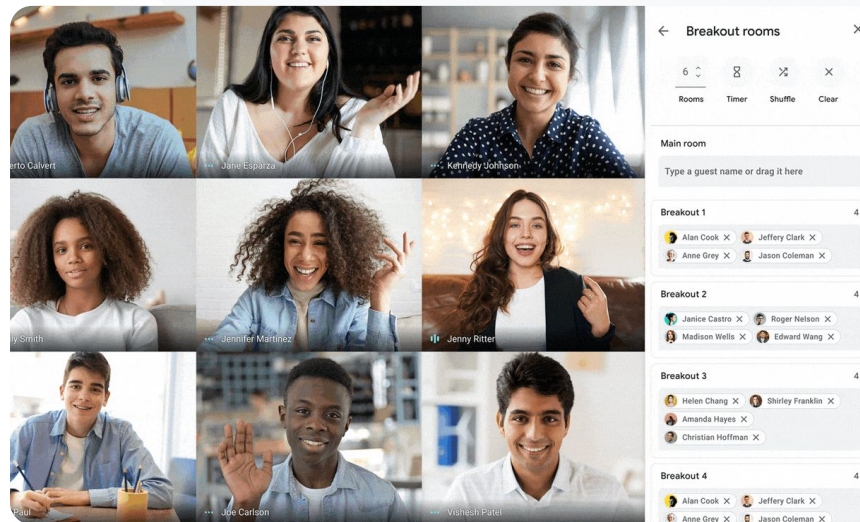 erto Calvert
Jane Esparza
Kennedy Johnson
ly Smith
Jennifer Martinez
Jenny Ritter
Paul
Joe Carlson
Vishesh Patel
Breakout rooms
6
Rooms Timer Shuffle Clear
Main room
Type a guest name or drag it here
Breakout 1 4
Alan Cook Jeffery Clark
Anne Grey Jason Coleman
Breakout 2 4
Janice Castro Roger Nelson
Madison Wells Edward Wang
Breakout 3 4
Helen Chang Shirley Franklin
Amanda Hayes
Christian Hoffman
Breakout 4 4
Alan Cook Jeffery Clark
Anne Grey Jason Coleman